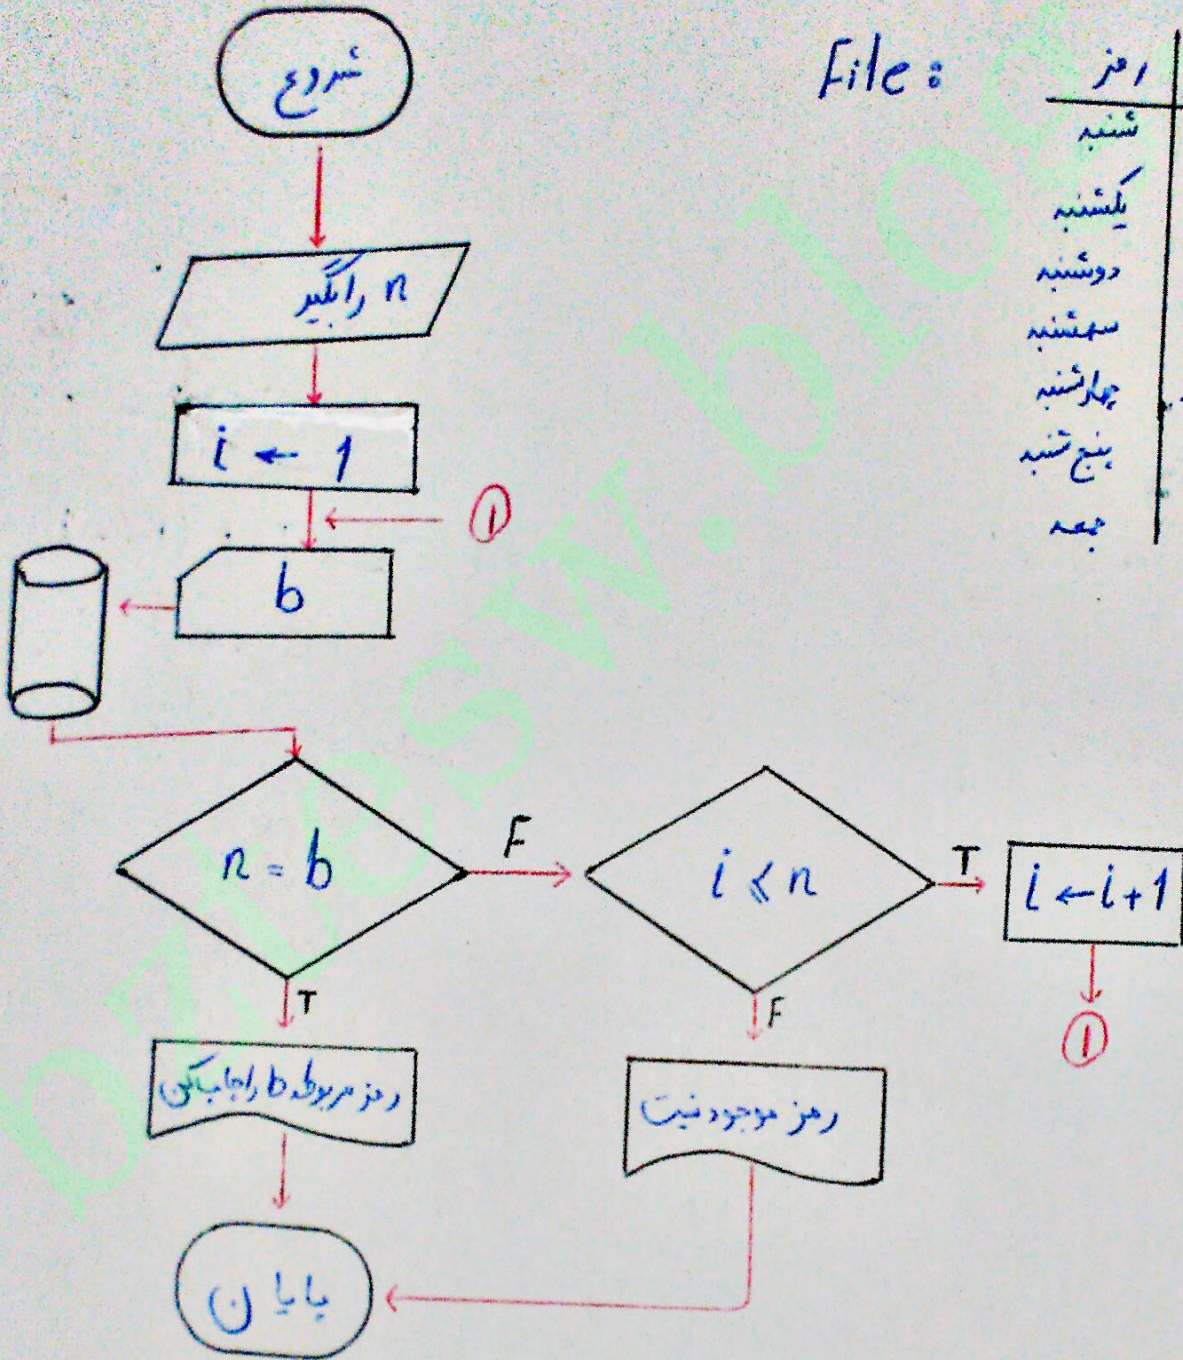 شروع
File :
رمز
شنبه
یکشنبه
دوشنبه
سه‌شنبه
چهارشنبه
پنج شنبه
جمعه
n را بگیر
i ← 1
①
b
n = b
F
i ≤ n
T
i ← i + 1
T
F
①
رمز مربوطه b را چاپ کن
رمز موجود نیست
پایان